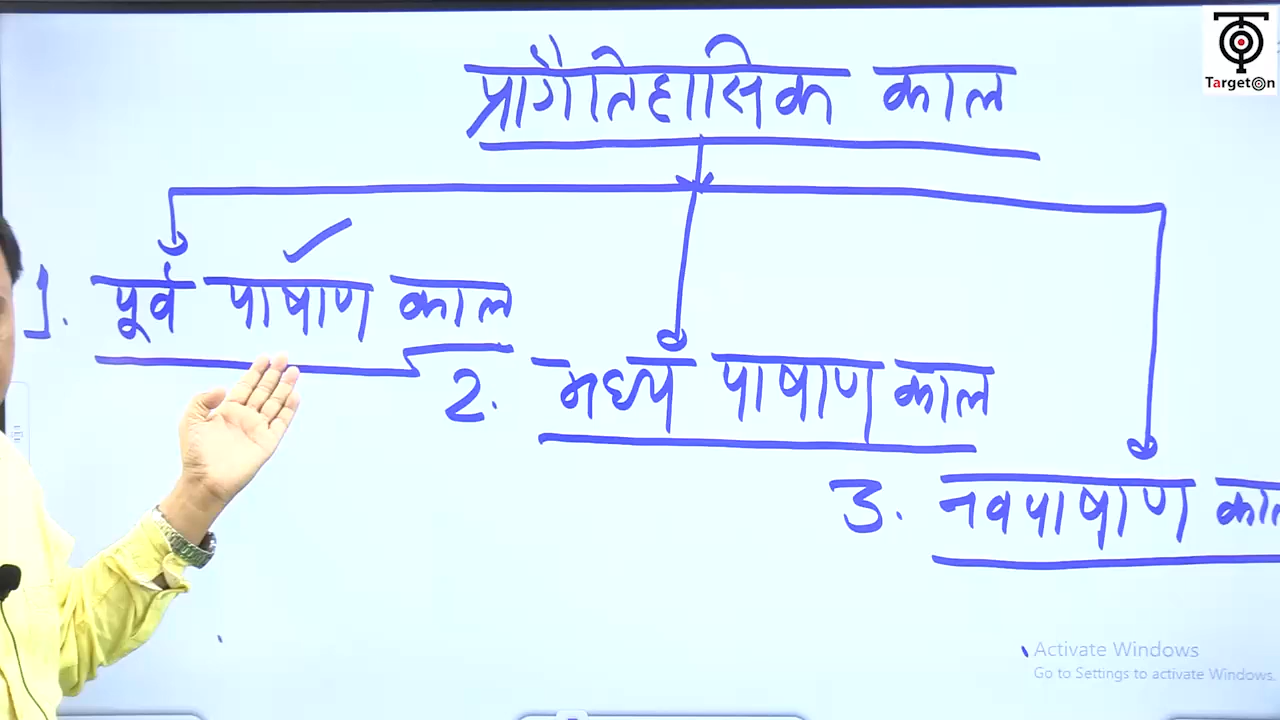 TargetOn
प्रागैतिहासिक काल
1. पूर्व पाषाण काल
2. मध्य पाषाण काल
3. नवपाषाण काल
Activate Windows
Go to Settings to activate Windows.